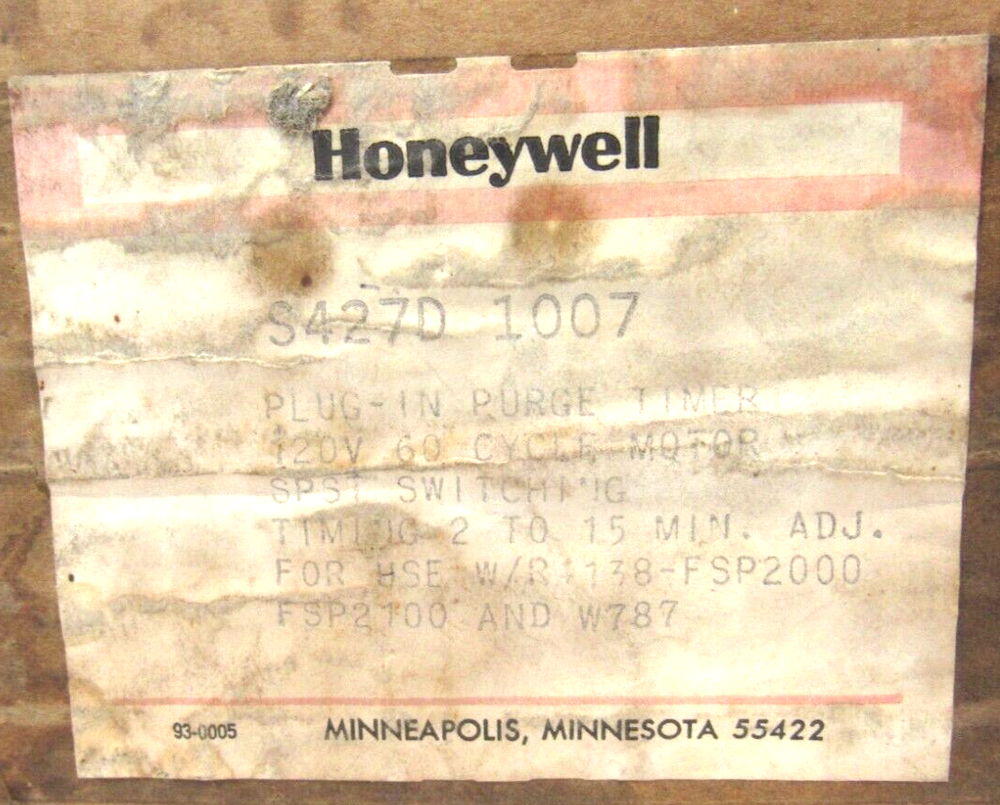 Honeywell
S427D 1007
PLUG-IN PURGE TIMER
120V 60 CYCLE MOTOR
SPST SWITCHING
TIMING 2 TO 15 MIN. ADJ.
FOR USE W/R4138-FSP2000
FSP2100 AND W787
93-0005 MINNEAPOLIS, MINNESOTA 55422